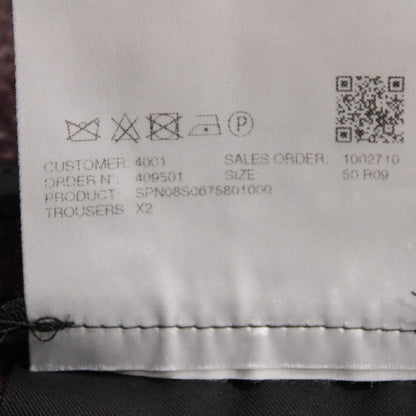 P
CUSTOMER: 4001 SALES ORDER: 1002710
ORDER N°: 409501 SIZE: 50 R09
PRODUCT: SPN08S0675801000
TROUSERS X2